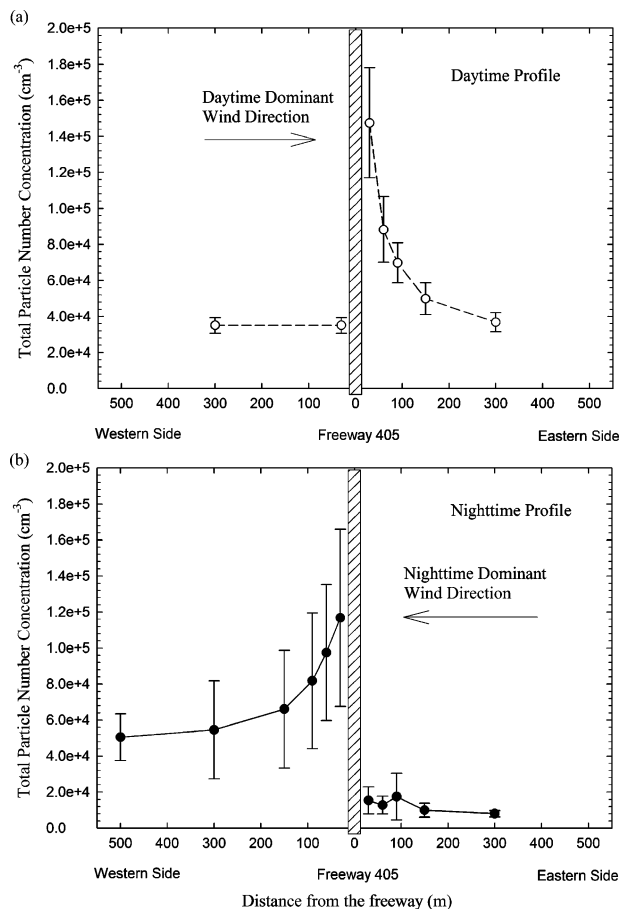 (a)
Total Particle Number Concentration (cm-3)
2.0e+5
1.8e+5
1.6e+5
1.4e+5
1.2e+5
1.0e+5
8.0e+4
6.0e+4
4.0e+4
2.0e+4
0.0
Daytime Dominant
Wind Direction
Daytime Profile
500 300 200 100 0 100 200 300 500
Western Side Freeway 405 Eastern Side
(b)
Total Particle Number Concentration (cm-3)
2.0e+5
1.8e+5
1.6e+5
1.4e+5
1.2e+5
1.0e+5
8.0e+4
6.0e+4
4.0e+4
2.0e+4
0.0
Nighttime Profile
Nighttime Dominant
Wind Direction
500 300 200 100 0 100 200 300 500
Western Side Freeway 405 Eastern Side
Distance from the freeway (m)